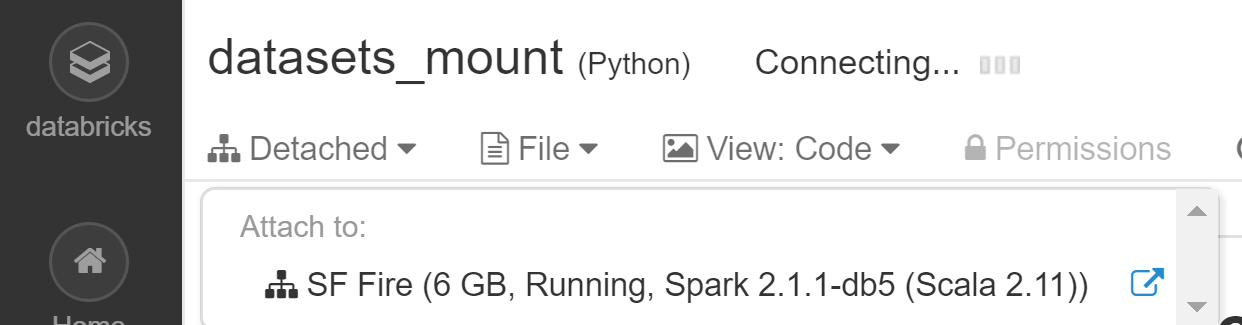 databricks
Home
datasets_mount (Python) Connecting...
Detached File View: Code Permissions
Attach to:
SF Fire (6 GB, Running, Spark 2.1.1-db5 (Scala 2.11))